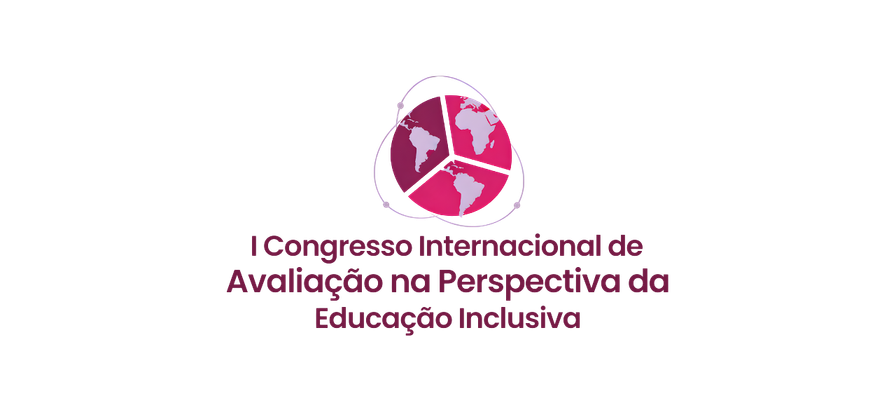 I Congresso Internacional de
Avaliação na Perspectiva da
Educação Inclusiva